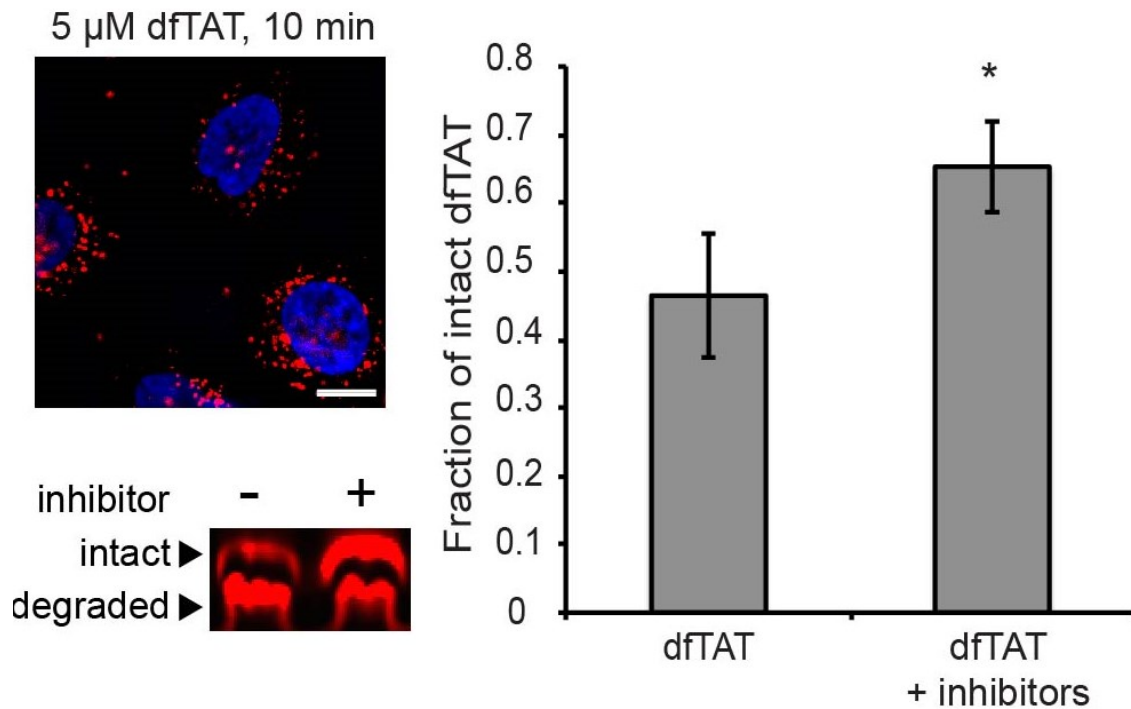 5 µM dfTAT, 10 min
inhibitor - +
intact
degraded
Fraction of intact dfTAT
0.8
0.7
0.6
0.5
0.4
0.3
0.2
0.1
0
*
dfTAT
dfTAT
+ inhibitors